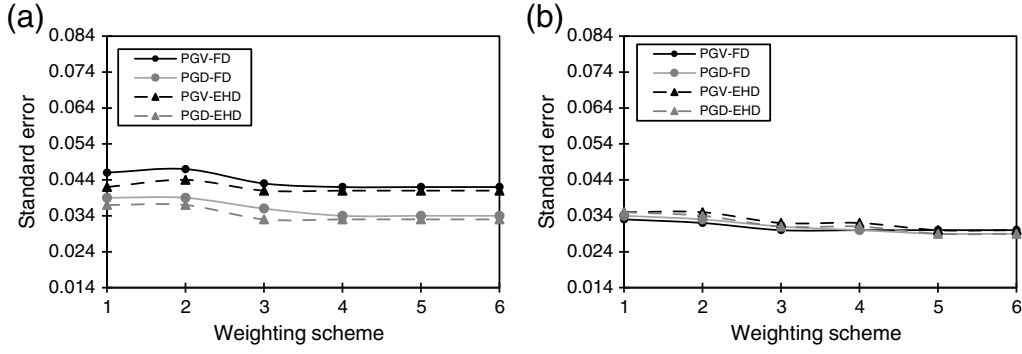 (a)
0.084
0.074
0.064
0.054
0.044
0.034
0.024
0.014
Standard error
PGV-FD
PGD-FD
PGV-EHD
PGD-EHD
1 2 3 4 5 6
Weighting scheme
(b)
0.084
0.074
0.064
0.054
0.044
0.034
0.024
0.014
Standard error
PGV-FD
PGD-FD
PGV-EHD
PGD-EHD
1 2 3 4 5 6
Weighting scheme